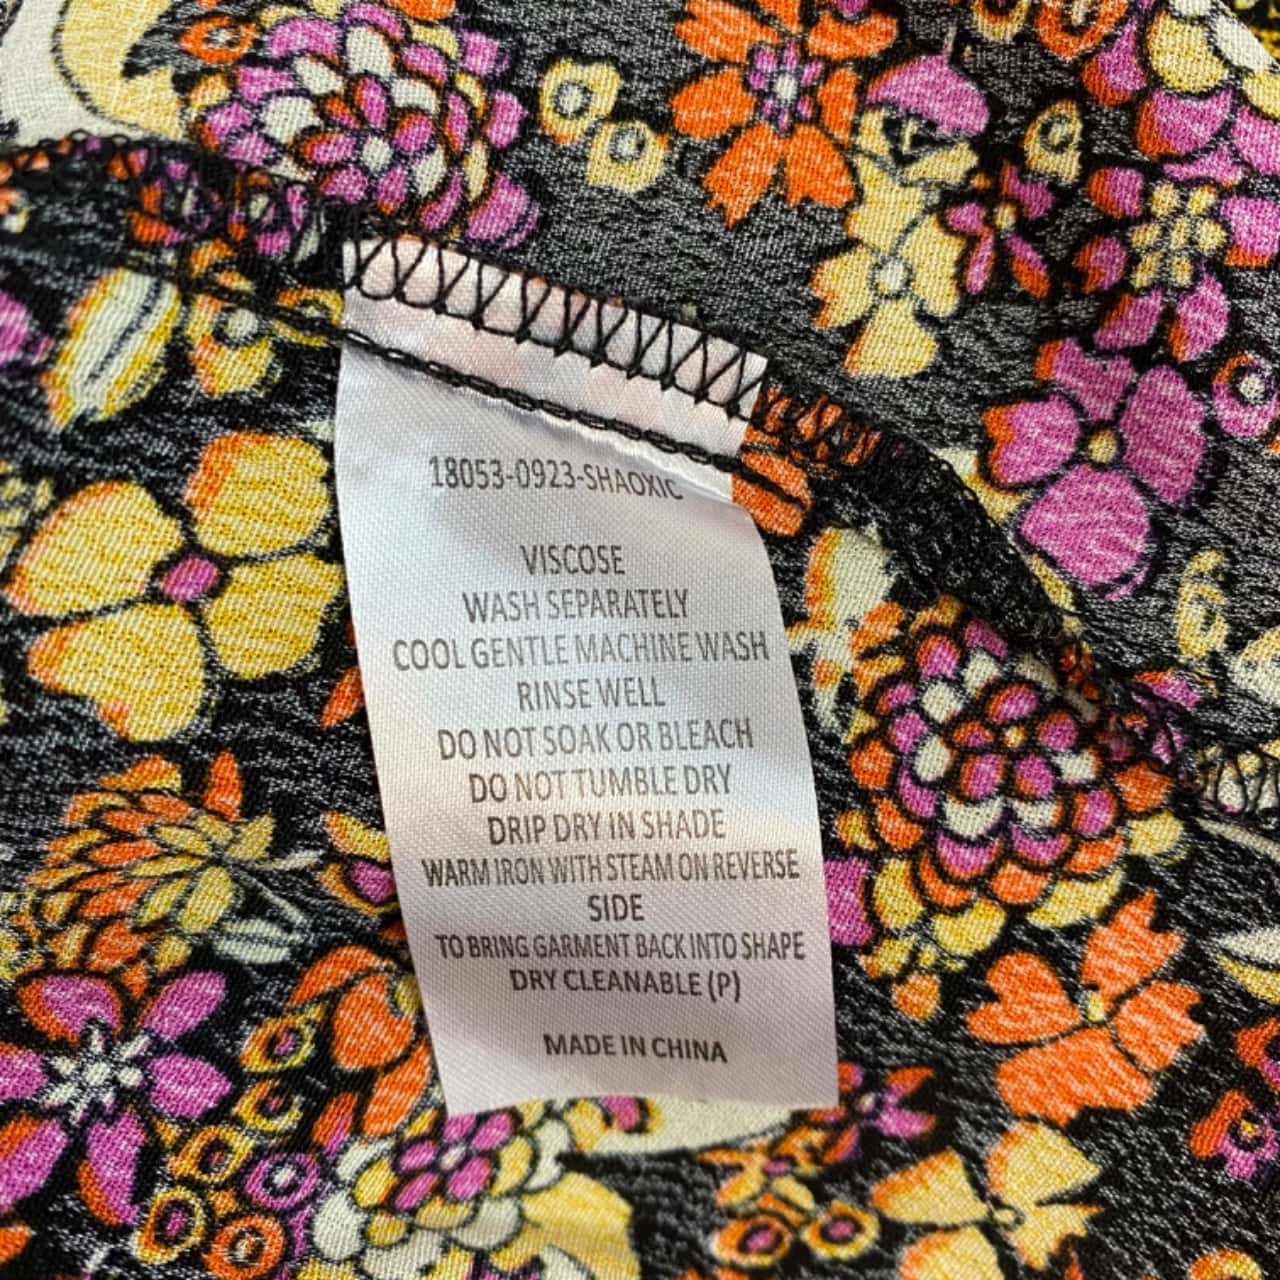 18053-0923-SHAOXIC
VISCOSE
WASH SEPARATELY
COOL GENTLE MACHINE WASH
RINSE WELL
DO NOT SOAK OR BLEACH
DO NOT TUMBLE DRY
DRIP DRY IN SHADE
WARM IRON WITH STEAM ON REVERSE
SIDE
TO BRING GARMENT BACK INTO SHAPE
DRY CLEANABLE (P)
MADE IN CHINA